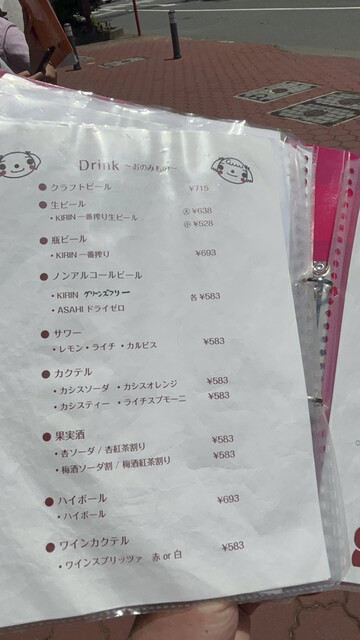 Drink ～おのみもの～
● クラフトビール ¥715
● 生ビール
・KIRIN 一番搾り生ビール ㊛ ¥638
㊥ ¥528
● 瓶ビール
・KIRIN 一番搾り ¥693
● ノンアルコールビール
・KIRIN グリーンズフリー 各 ¥583
・ASAHI ドライゼロ
● サワー
・レモン・ライチ・カルピス ¥583
● カクテル
・カシスソーダ ・カシスオレンジ ¥583
・カシスティー ・ライチスプモーニ ¥583
● 果実酒
・杏ソーダ / 杏紅茶割り ¥583
・梅酒ソーダ割 / 梅酒紅茶割り ¥583
● ハイボール ¥693
・ハイボール
● ワインカクテル
・ワインスプリッツァ 赤 or 白 ¥583